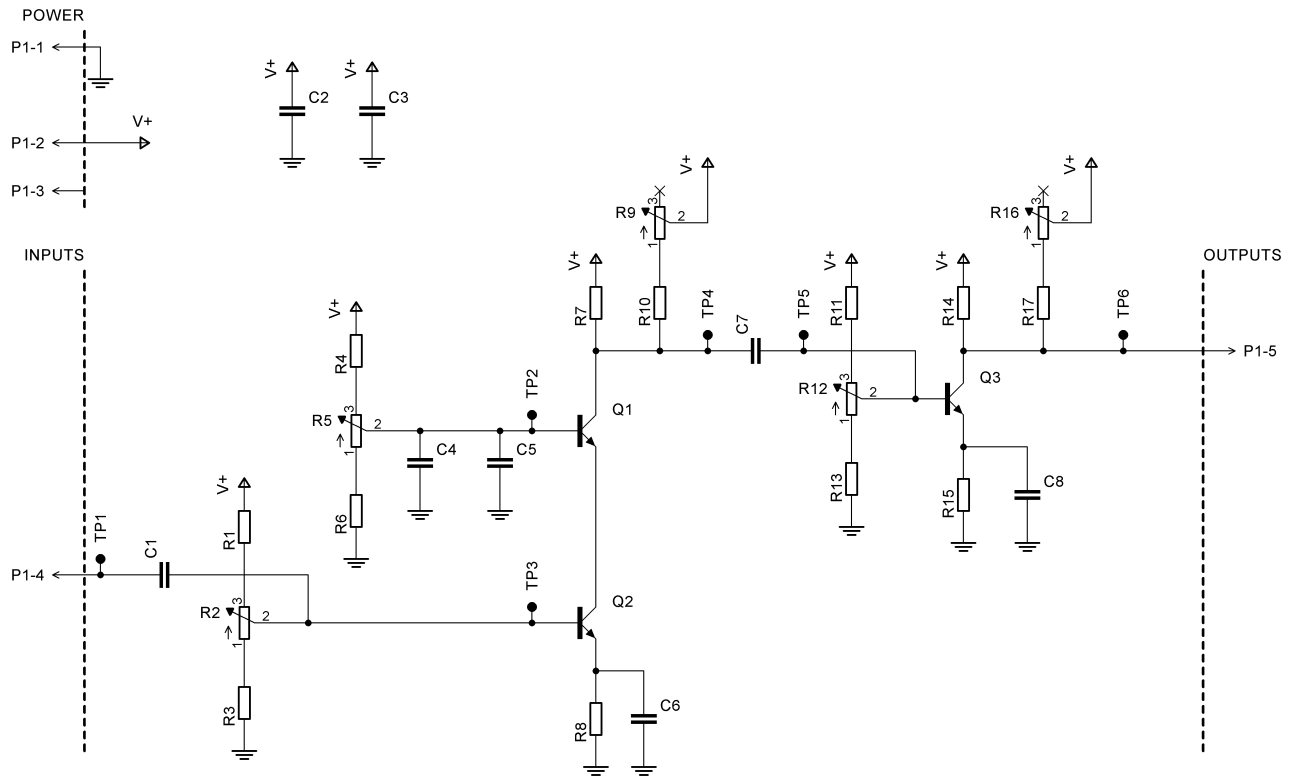 POWER
P1-1
P1-2
V+
P1-3
V+
C2
V+
C3
INPUTS
OUTPUTS
V+
R9
3
2
1
V+
R16
3
2
1
V+
R7
R10
TP4
C7
TP5
V+
R11
V+
R14
R17
TP6
P1-5
V+
R4
R5
3
2
1
R6
C4
C5
TP2
Q1
R12
3
2
1
R13
Q3
R15
C8
P1-4
TP1
C1
V+
R1
R2
3
2
1
R3
TP3
Q2
R8
C6